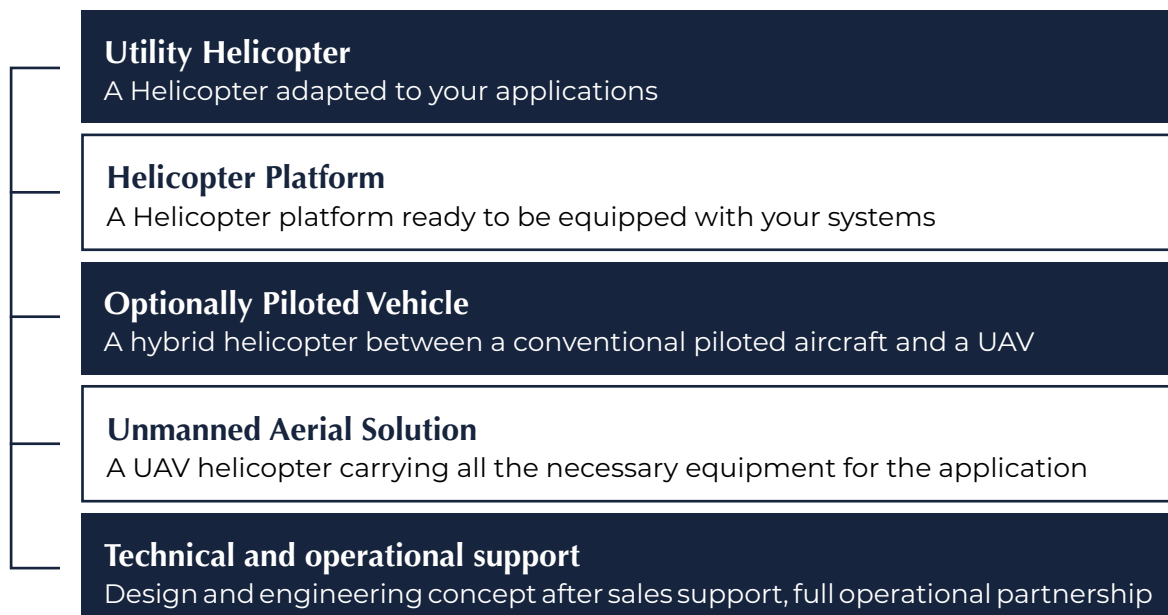 Utility Helicopter
A Helicopter adapted to your applications
Helicopter Platform
A Helicopter platform ready to be equipped with your systems
Optionally Piloted Vehicle
A hybrid helicopter between a conventional piloted aircraft and a UAV
Unmanned Aerial Solution
A UAV helicopter carrying all the necessary equipment for the application
Technical and operational support
Design and engineering concept after sales support, full operational partnership